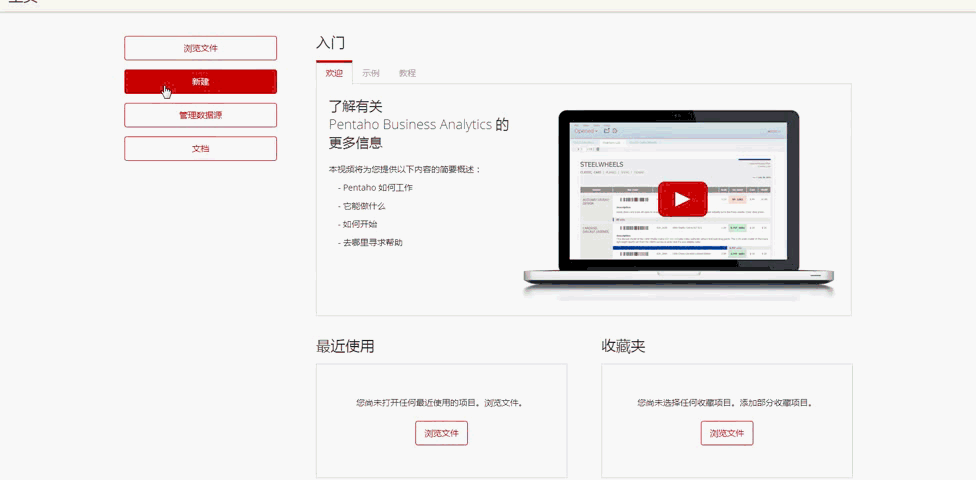 主页
浏览文件
新建
管理数据源
文档
入门
欢迎
示例
教程
了解有关
Pentaho Business Analytics 的
更多信息
本视频将为您提供以下内容的简要概述：
- Pentaho 如何工作
- 它能做什么
- 如何开始
- 去哪里寻求帮助
STEELWHEELS
最近使用
您尚未打开任何最近使用的项目。浏览文件。
浏览文件
收藏夹
您尚未选择任何收藏项目。添加部分收藏项目。
浏览文件